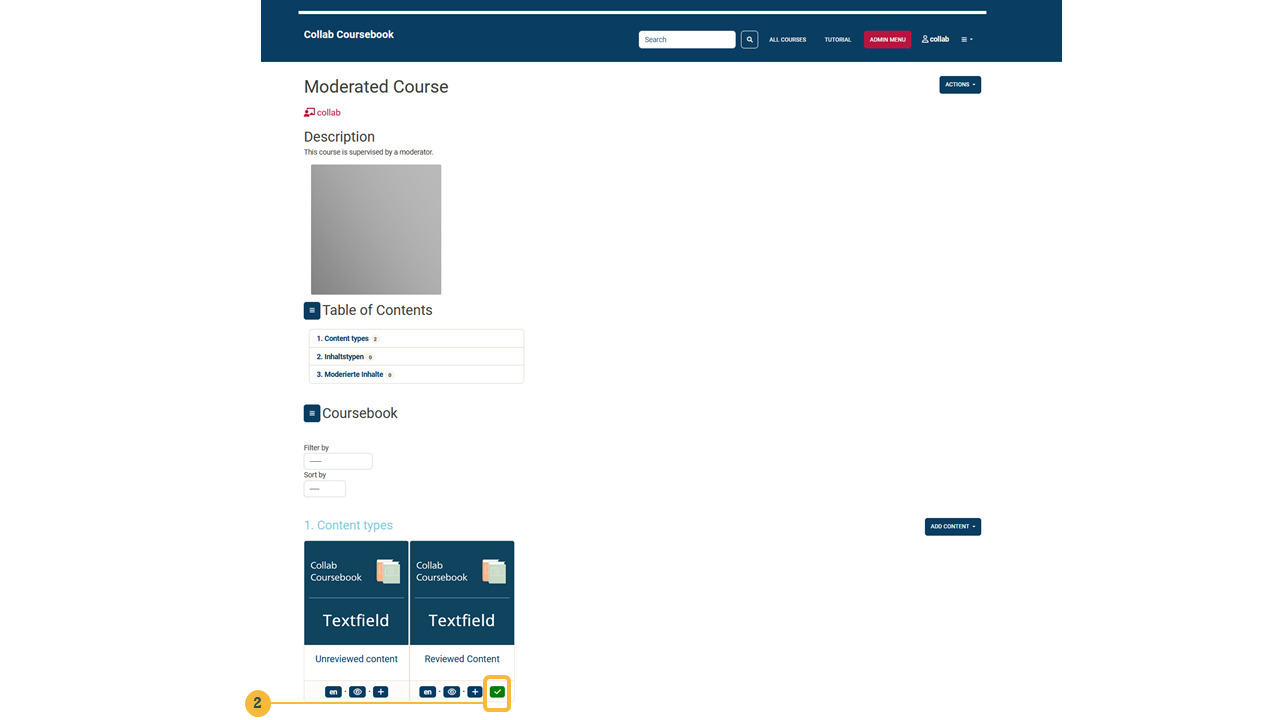 Collab Coursebook
Search
ALL COURSES
TUTORIAL
ADMIN MENU
collab
Moderated Course
ACTIONS
collab
Description
This course is supervised by a moderator.
Table of Contents
1. Content types 2
2. Inhaltstypen 0
3. Moderierte Inhalte 0
Coursebook
Filter by
------
Sort by
-----
1. Content types
ADD CONTENT
Collab
Coursebook
Textfield
Unreviewed content
en
Collab
Coursebook
Textfield
Reviewed Content
en
2